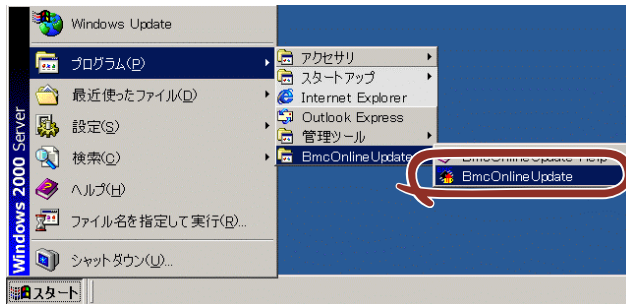 Windows Update
プログラム(P)
最近使ったファイル(D)
設定(S)
検索(C)
ヘルプ(H)
ファイル名を指定して実行(R)...
シャットダウン(U)...
Windows 2000 Server
スタート
アクセサリ
スタートアップ
Internet Explorer
Outlook Express
管理ツール
BmcOnlineUpdate
BmcOnlineUpdate Help
BmcOnlineUpdate